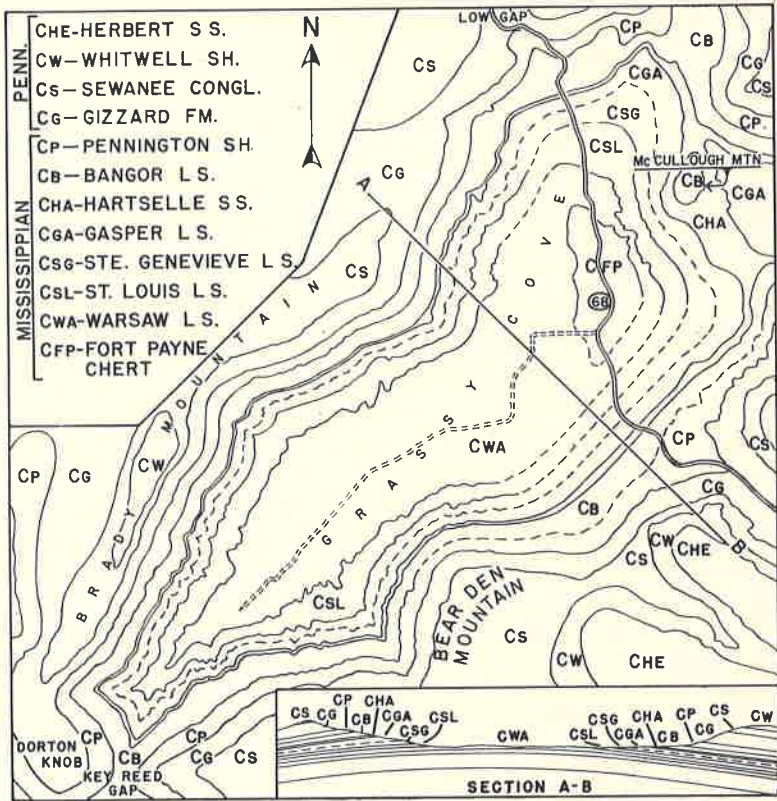 PENN.
CHE-HERBERT S S.
CW-WHITWELL SH.
CS-SEWANEE CONGL.
CG-GIZZARD FM.
MISSISSIPPIAN
CP-PENNINGTON SH.
CB-BANGOR L S.
CHA-HARTSELLE S S.
CGA-GASPER L S.
CSG-STE. GENEVIEVE L S.
CSL-ST. LOUIS L S.
CWA-WARSAW L S.
CFP-FORT PAYNE
CHERT
N
LOW GAP
CP
CB
CG
CS
CS
CGA
CSG
CP
CSL
McCULLOUGH MTN.
CB
CGA
CHA
CG
A
CS
CFP
68
BRADY MOUNTAIN
GRASSY COVE
CP
CG
CW
CWA
CP
CS
CG
CB
B
CW
CHE
CS
CSL
BEAR DEN
MOUNTAIN
CS
CW
CHE
DORTON
KNOB
CP
CB
KEY REED
GAP
CP
CG
CS
CS
CG
CP
CB
CHA
CGA
CSG
CSL
CWA
CSL
CSG
CGA
CHA
CB
CP
CG
CS
CW
SECTION A-B